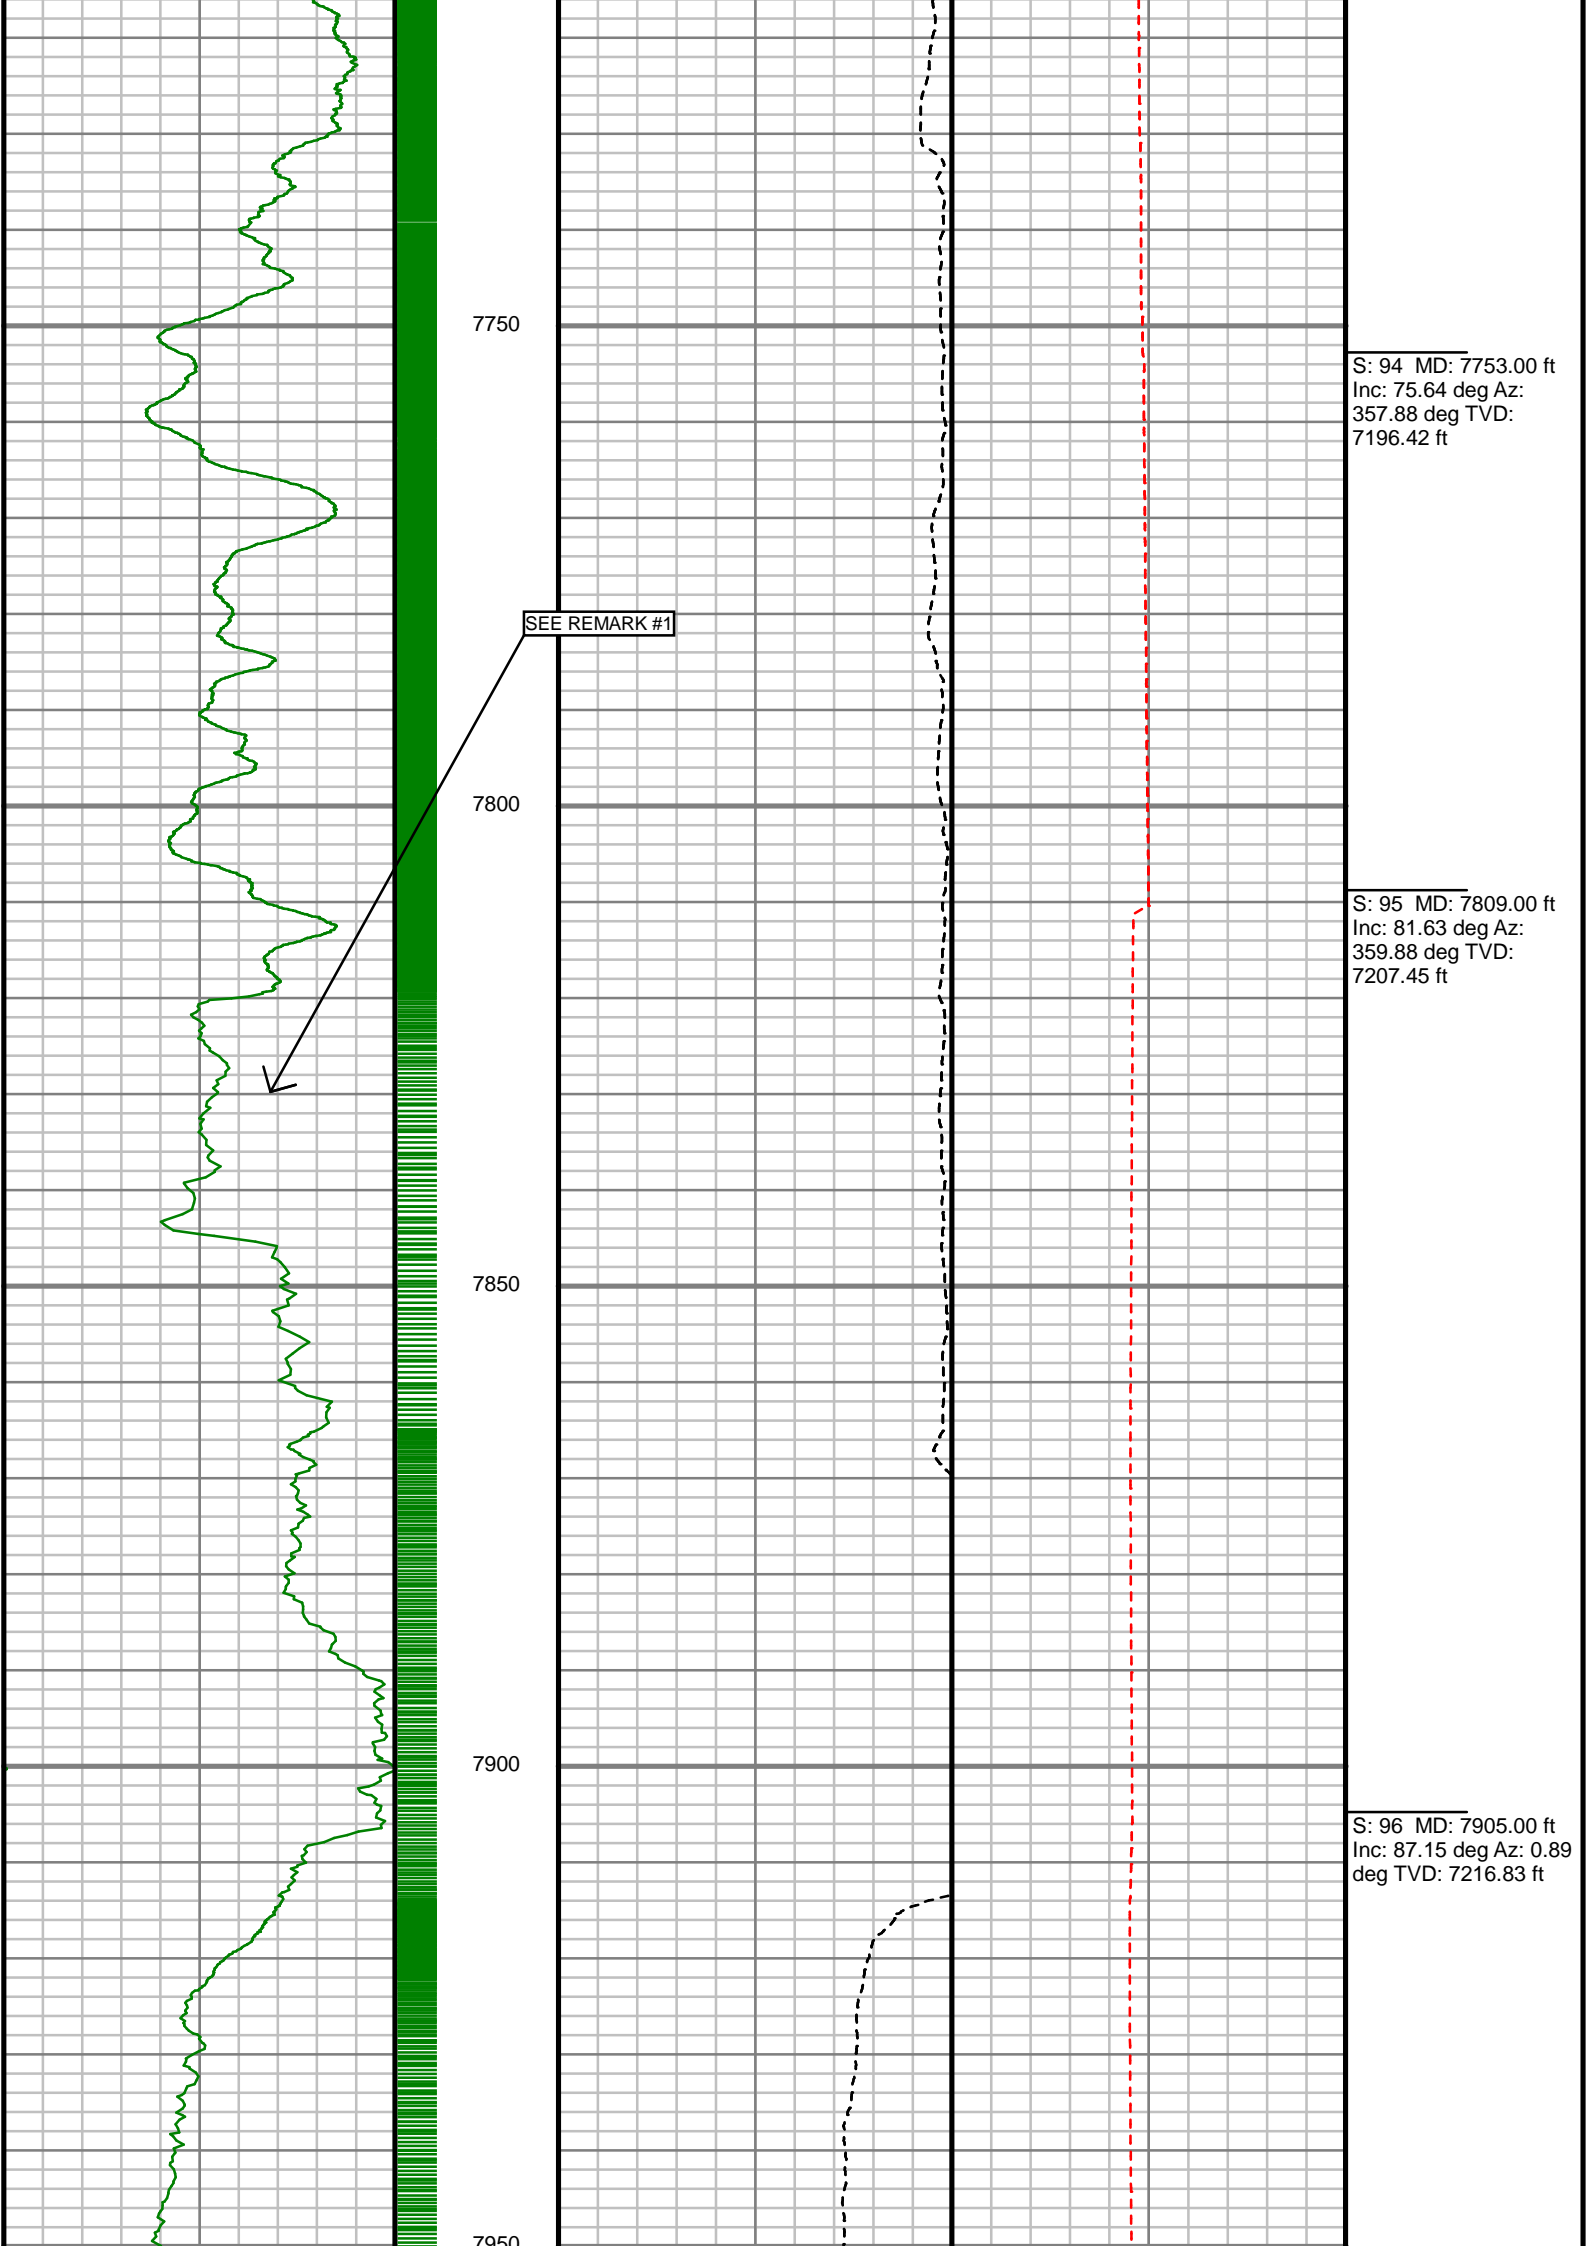 7750
S: 94 MD: 7753.00 ft
Inc: 75.64 deg Az:
357.88 deg TVD:
7196.42 ft
SEE REMARK #1
7800
S: 95 MD: 7809.00 ft
Inc: 81.63 deg Az:
359.88 deg TVD:
7207.45 ft
7850
7900
S: 96 MD: 7905.00 ft
Inc: 87.15 deg Az: 0.89
deg TVD: 7216.83 ft
7950